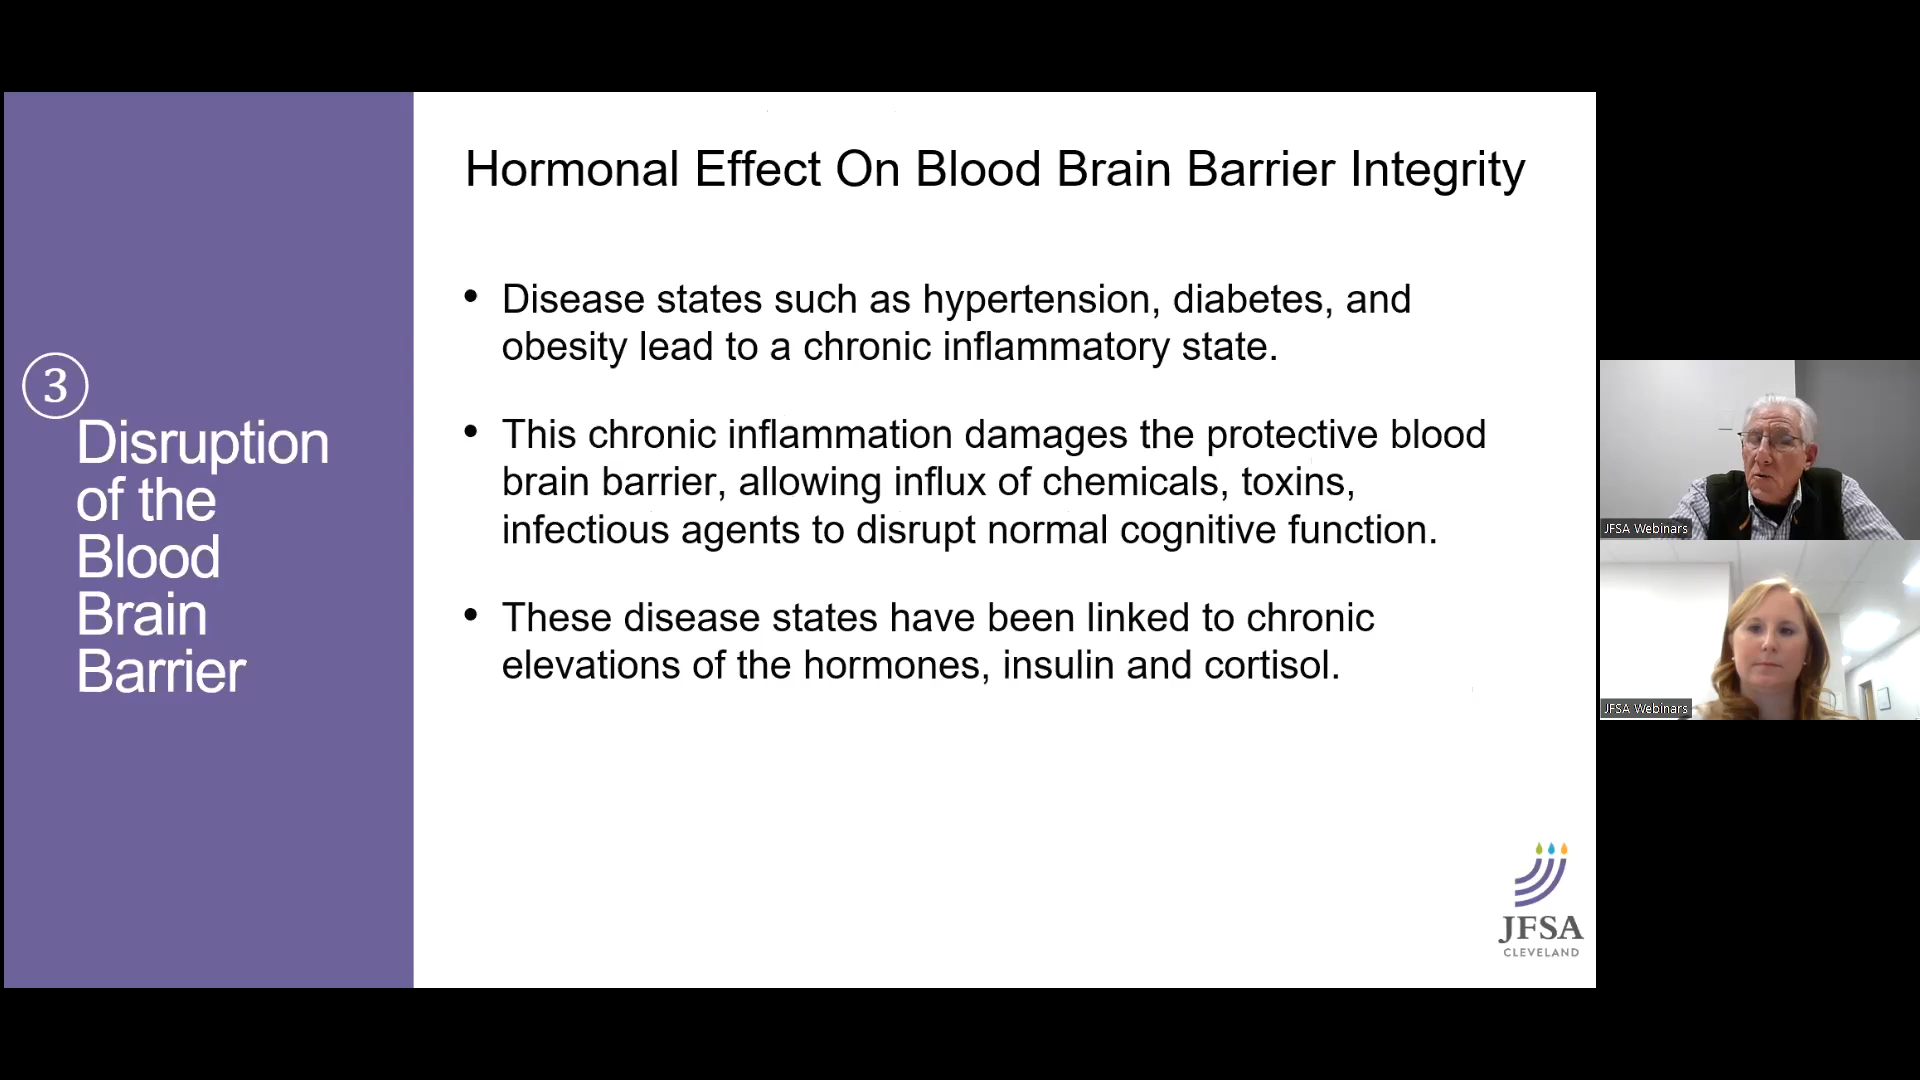 ③
Disruption
of the
Blood
Brain
Barrier
Hormonal Effect On Blood Brain Barrier Integrity
• Disease states such as hypertension, diabetes, and
obesity lead to a chronic inflammatory state.
• This chronic inflammation damages the protective blood
brain barrier, allowing influx of chemicals, toxins,
infectious agents to disrupt normal cognitive function.
• These disease states have been linked to chronic
elevations of the hormones, insulin and cortisol.
JFSA
CLEVELAND
JFSA Webinars
JFSA Webinars